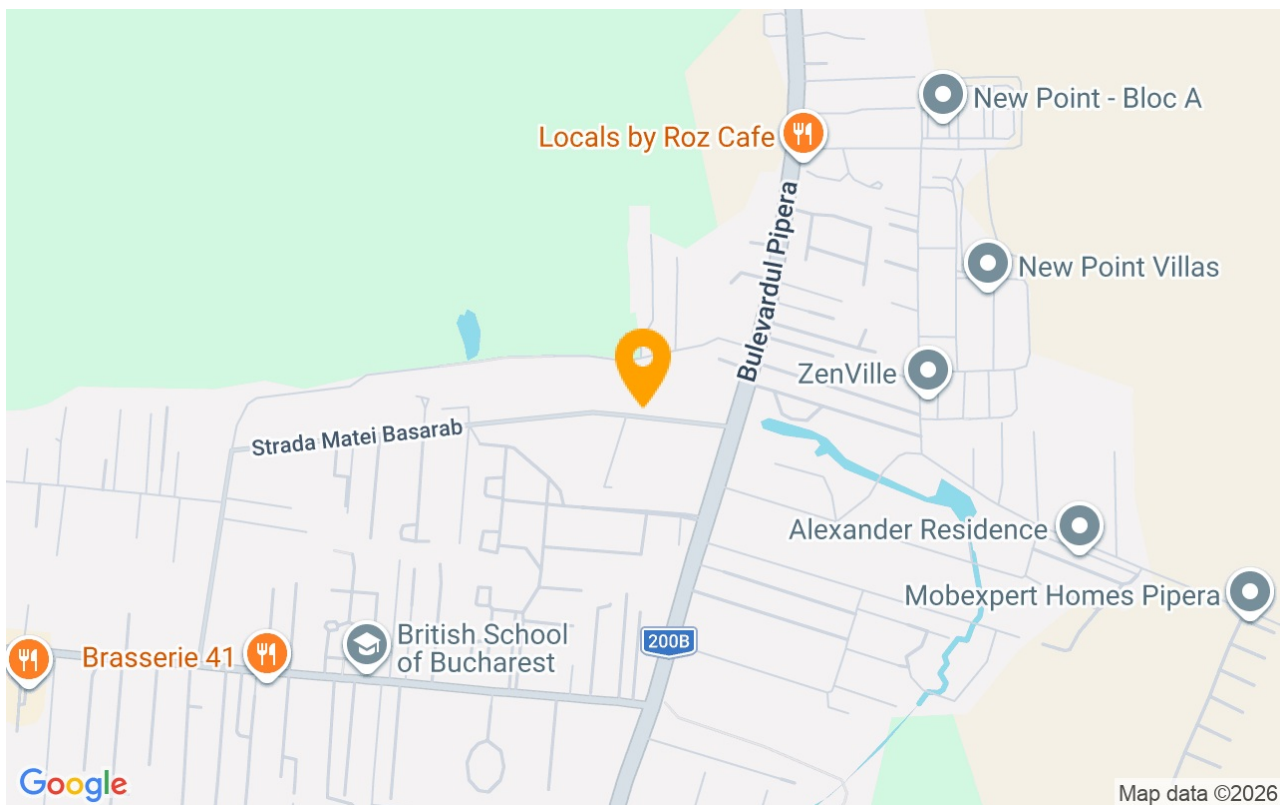 New Point - Bloc A
Locals by Roz Cafe
Bulevardul Pipera
New Point Villas
ZenVille
Strada Matei Basarab
Alexander Residence
Mobexpert Homes Pipera
British School
of Bucharest
200B
Brasserie 41
Google
Map data ©2026